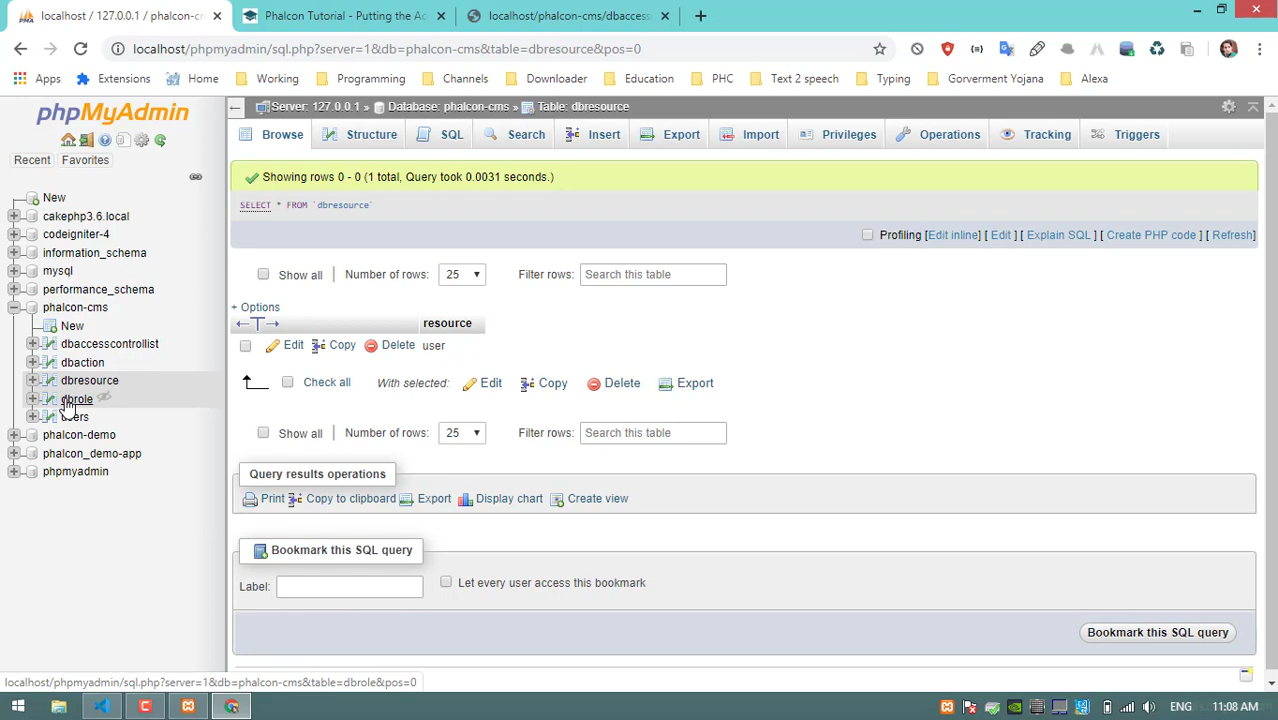 localhost / 127.0.0.1 / phalcon-c
Phalcon Tutorial - Putting the Ac
localhost/phalcon-cms/dbaccess
localhost/phpmyadmin/sql.php?server=1&db=phalcon-cms&table=dbresource&pos=0
Apps Extensions Home Working Programming Channels Downloader Education PHC Text 2 speech Typing Gorverment Yojana Alexa
phpMyAdmin
Recent Favorites
New
cakephp3.6.local
codeigniter-4
information_schema
mysql
performance_schema
phalcon-cms
New
dbaccesscontrollist
dbaction
dbresource
dbrole
users
phalcon-demo
phalcon_demo-app
phpmyadmin
Server: 127.0.0.1 » Database: phalcon-cms » Table: dbresource
Browse Structure SQL Search Insert Export Import Privileges Operations Tracking Triggers
Showing rows 0 - 0 (1 total, Query took 0.0031 seconds.)
SELECT * FROM `dbresource`
Profiling [Edit inline] [ Edit ] [ Explain SQL ] [ Create PHP code ] [ Refresh]
Show all | Number of rows: 25 Filter rows: Search this table
+ Options
resource
Edit Copy Delete user
Check all With selected: Edit Copy Delete Export
Show all | Number of rows: 25 Filter rows: Search this table
Query results operations
Print Copy to clipboard Export Display chart Create view
Bookmark this SQL query
Label: Let every user access this bookmark
Bookmark this SQL query
localhost/phpmyadmin/sql.php?server=1&db=phalcon-cms&table=dbrole&pos=0
ENG 11:08 AM